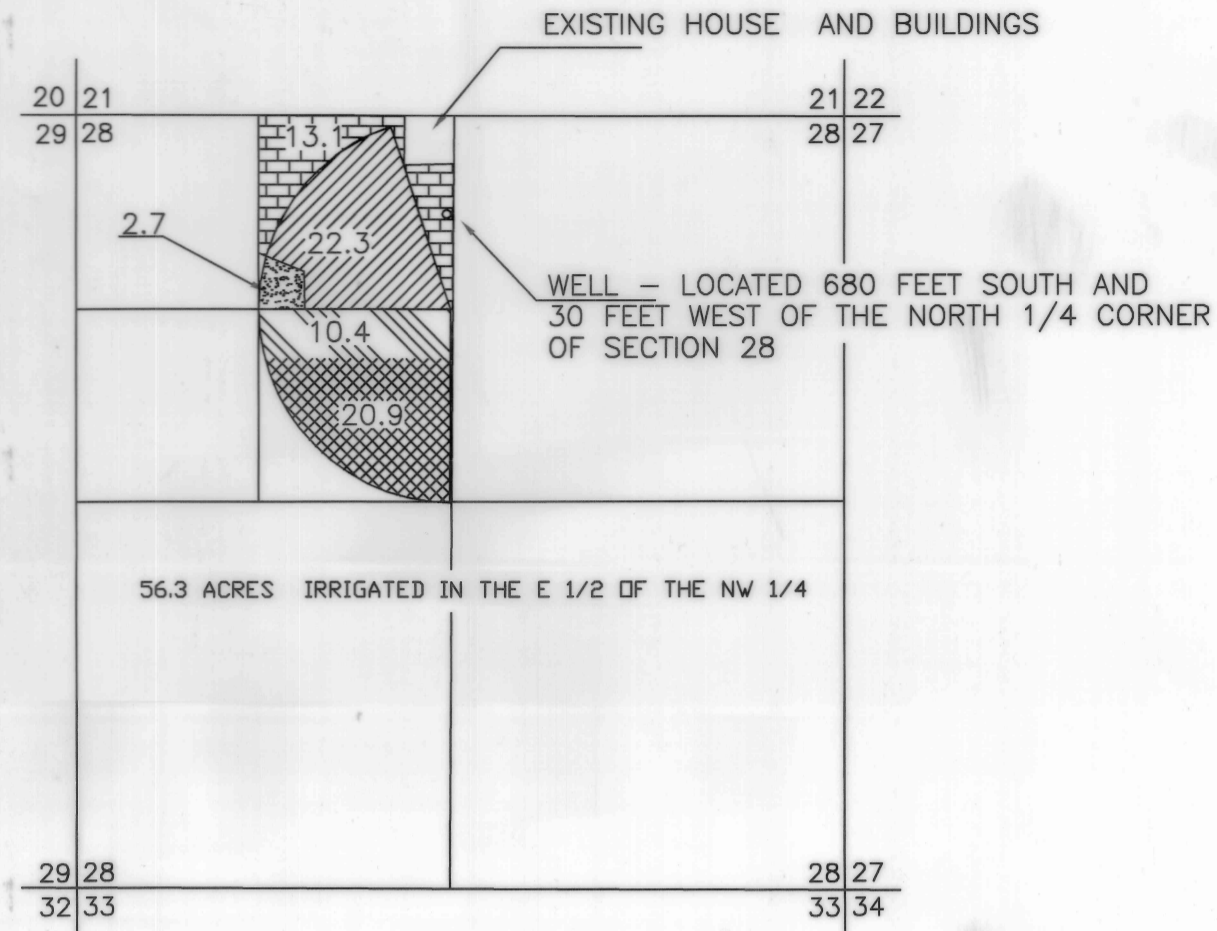 EXISTING HOUSE AND BUILDINGS
20 21
21 22
29 28
28 27
13.1
2.7
22.3
WELL – LOCATED 680 FEET SOUTH AND
30 FEET WEST OF THE NORTH 1/4 CORNER
OF SECTION 28
10.4
20.9
56.3 ACRES IRRIGATED IN THE E 1/2 OF THE NW 1/4
29 28
28 27
32 33
33 34